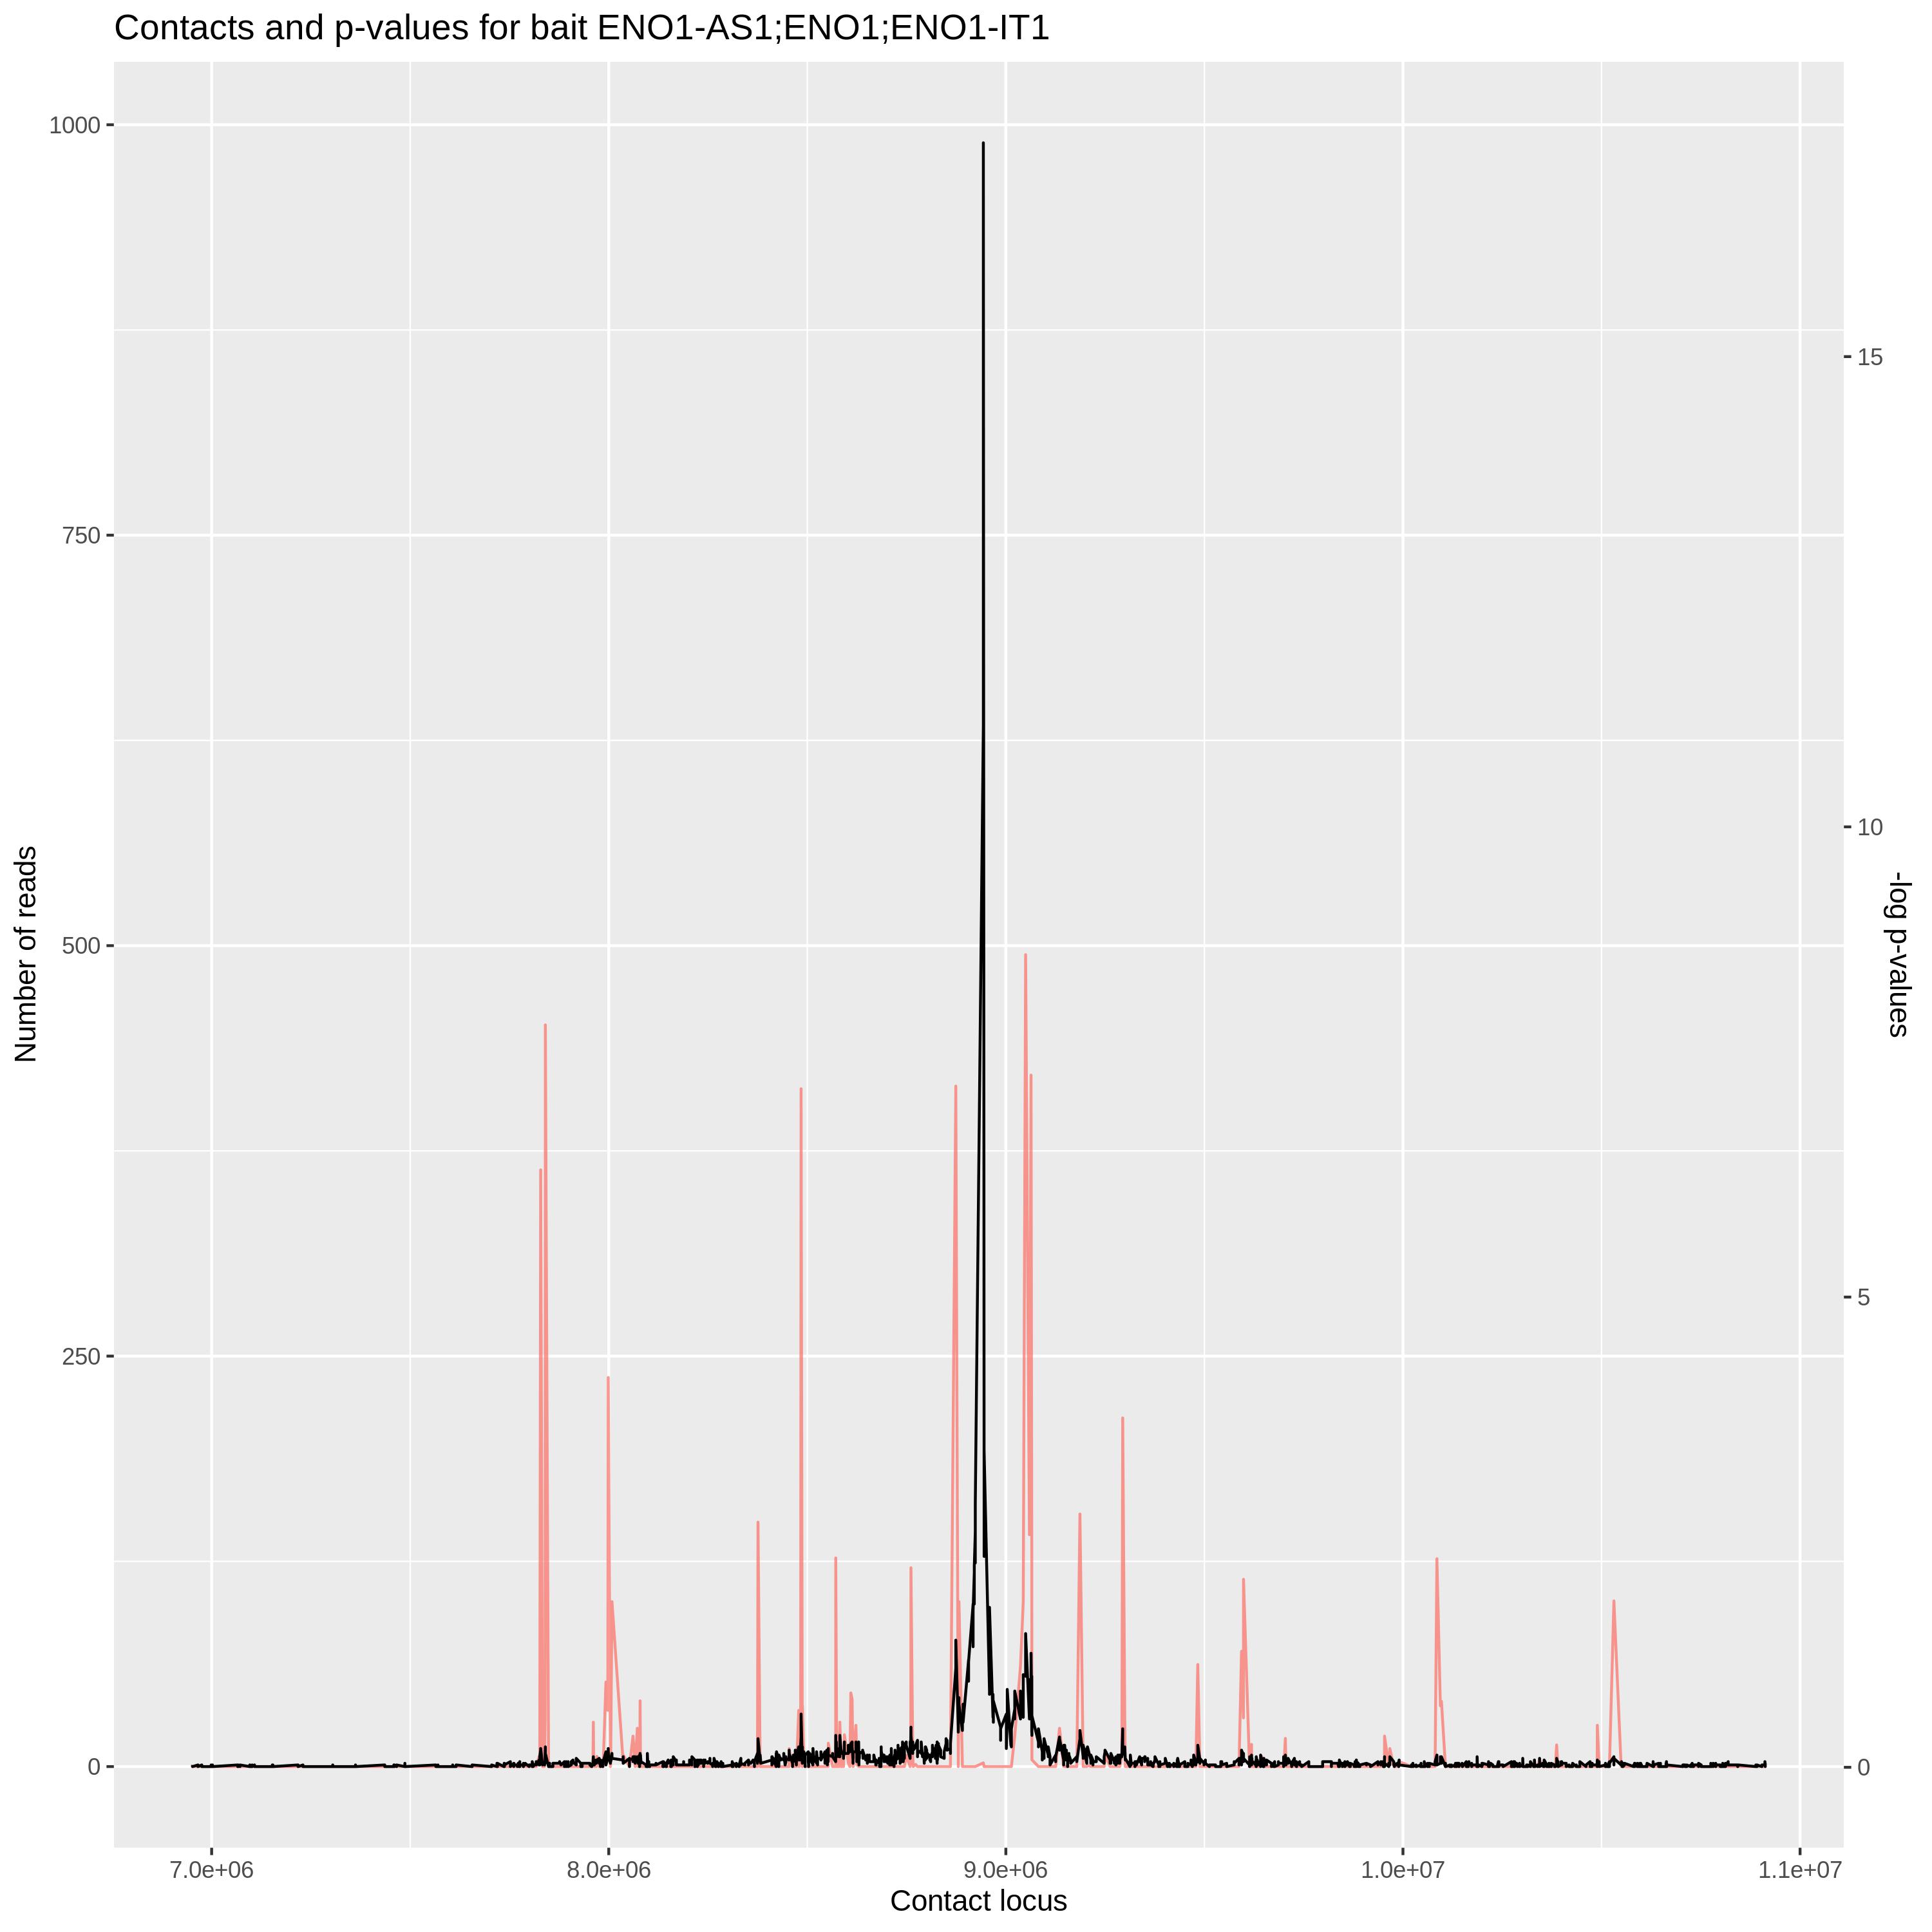 Contacts and p-values for bait ENO1-AS1;ENO1;ENO1-IT1
1000
750
500
250
0
Number of reads
15
10
5
0
-log p-values
7.0e+06
8.0e+06
9.0e+06
1.0e+07
1.1e+07
Contact locus